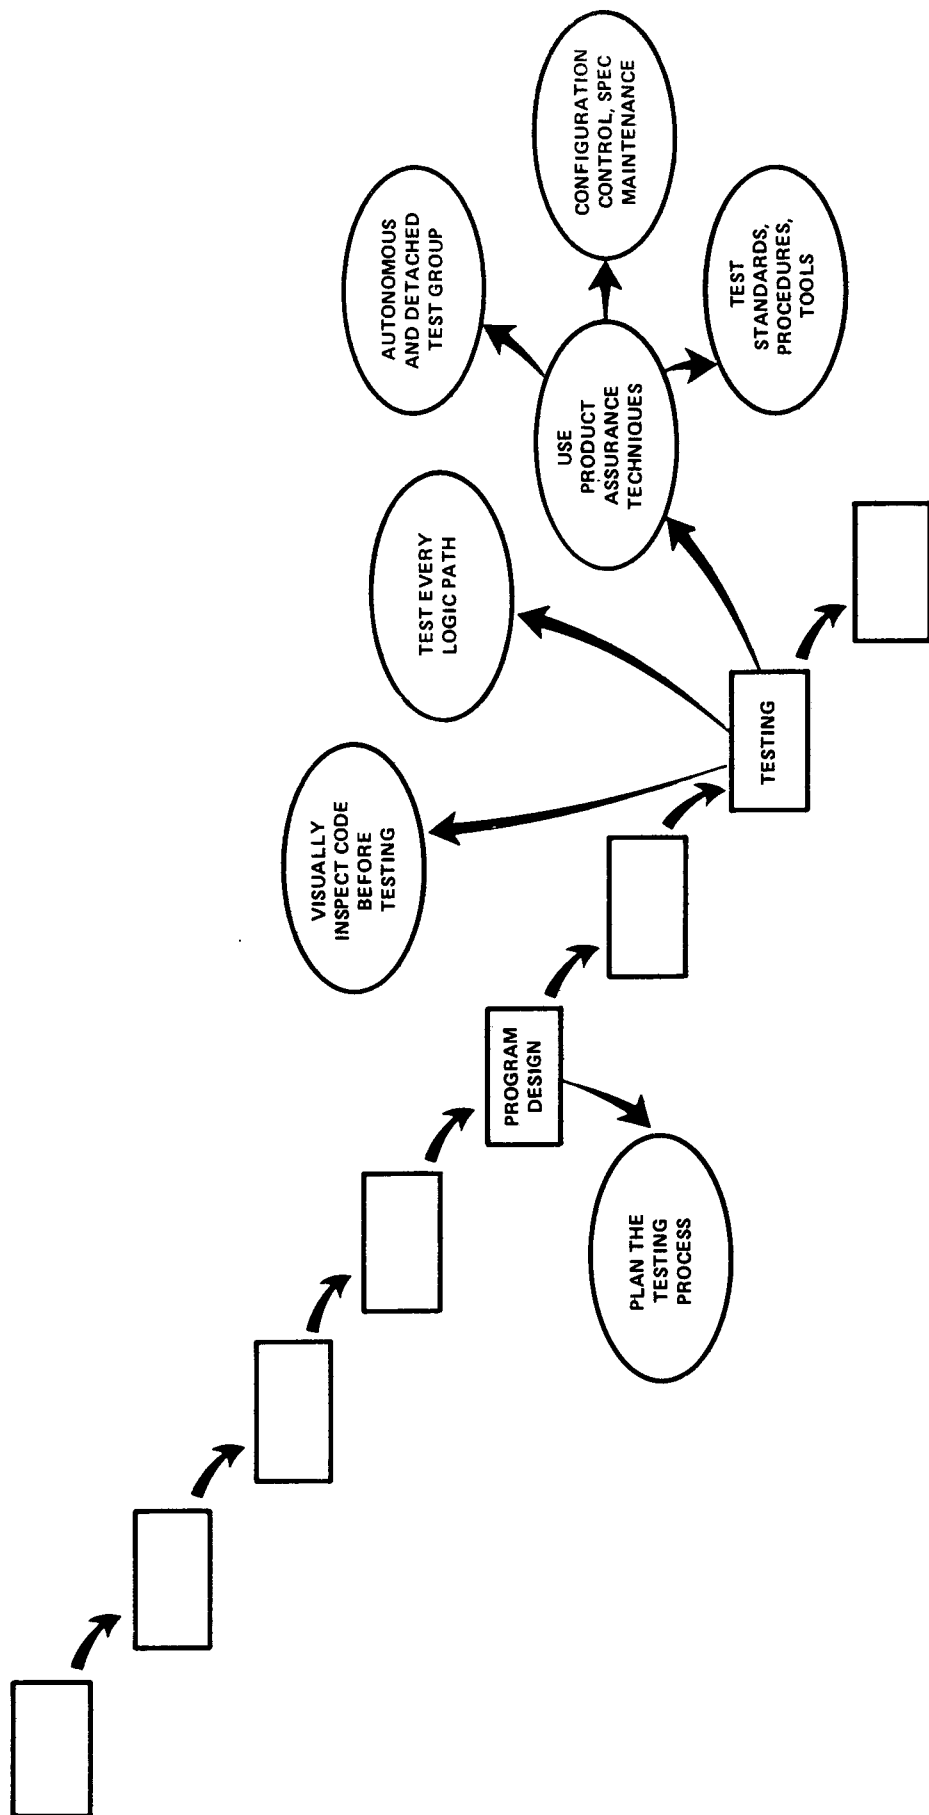 PROGRAM
DESIGN
PLAN THE
TESTING
PROCESS
TESTING
VISUALLY
INSPECT CODE
BEFORE
TESTING
TEST EVERY
LOGIC PATH
USE
PRODUCT
ASSURANCE
TECHNIQUES
AUTONOMOUS
AND DETACHED
TEST GROUP
CONFIGURATION
CONTROL, SPEC
MAINTENANCE
TEST
STANDARDS,
PROCEDURES,
TOOLS